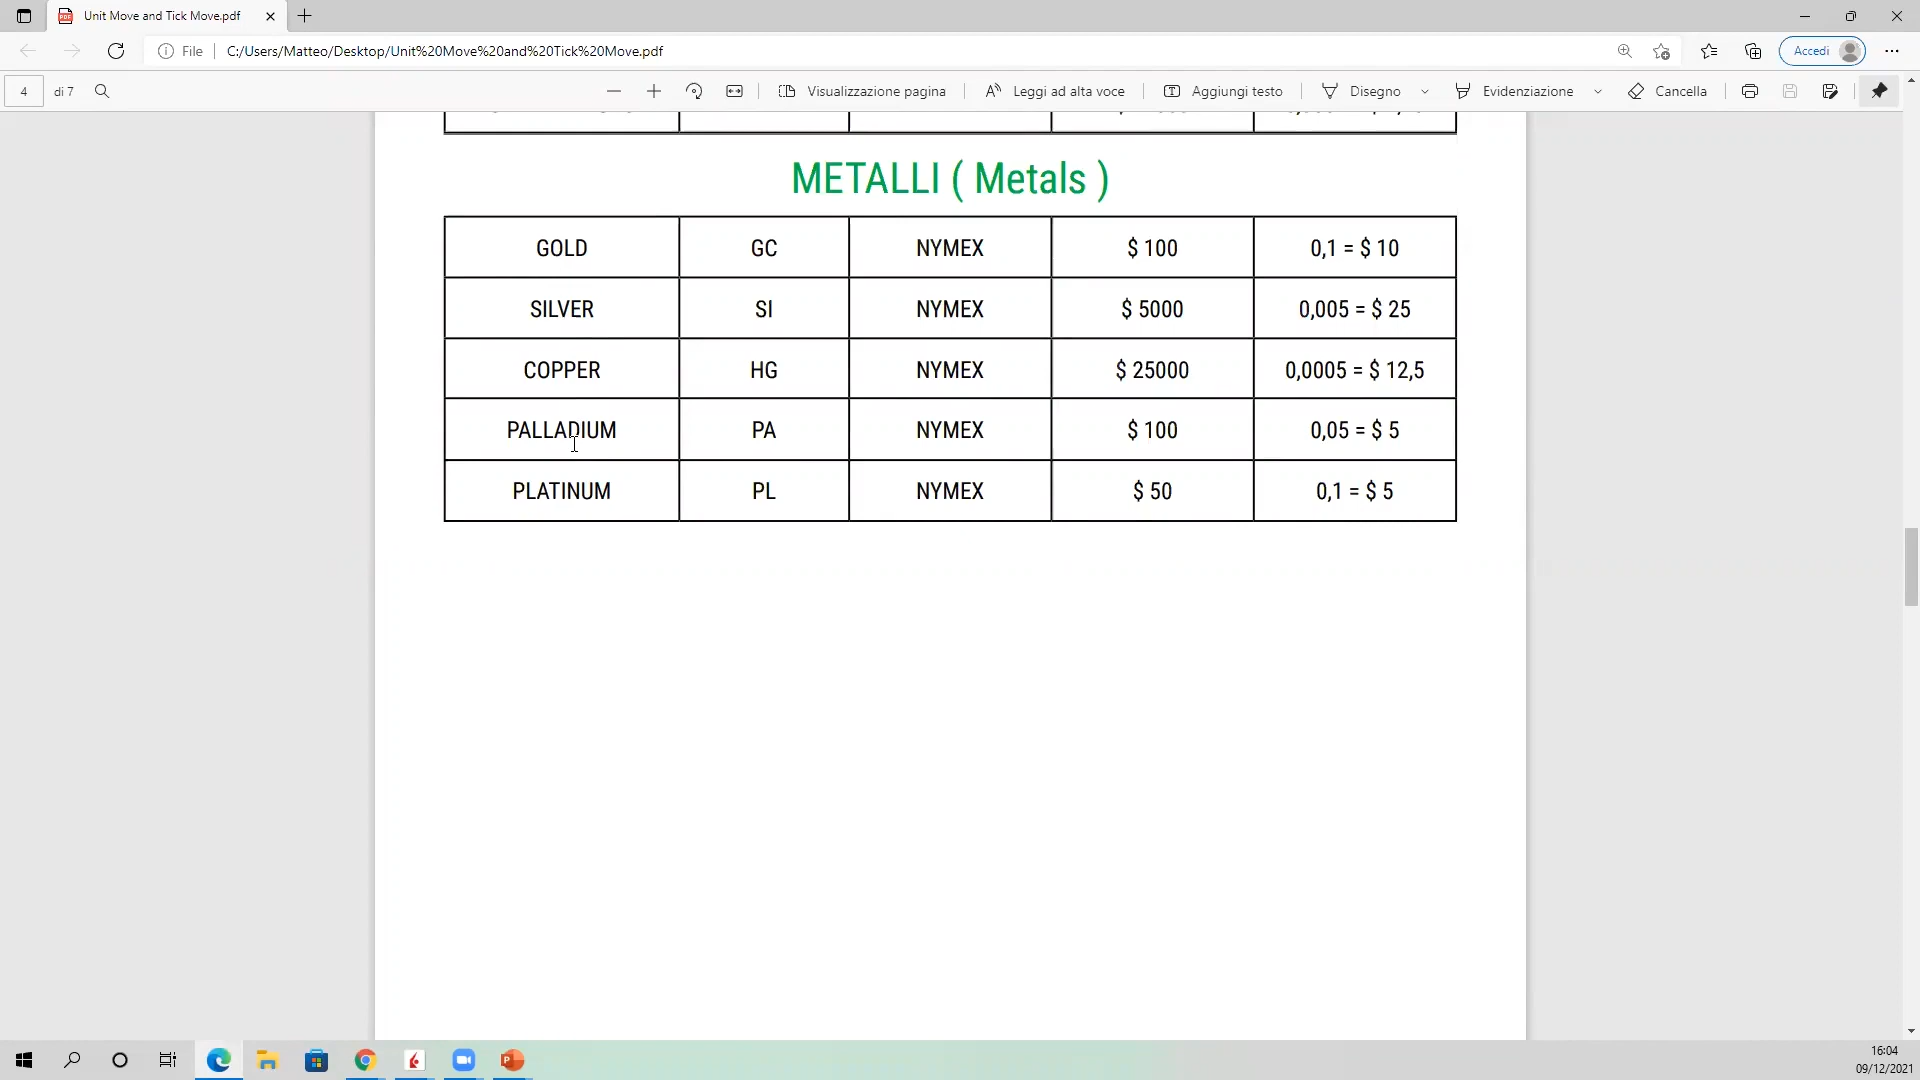 Unit Move and Tick Move.pdf
File C:/Users/Matteo/Desktop/Unit%20Move%20and%20Tick%20Move.pdf Accedi
4 di 7 Visualizzazione pagina Leggi ad alta voce Aggiungi testo Disegno Evidenziazione Cancella
METALLI ( Metals )
GOLD GC NYMEX $ 100 0,1 = $ 10
SILVER SI NYMEX $ 5000 0,005 = $ 25
COPPER HG NYMEX $ 25000 0,0005 = $ 12,5
PALLADIUM PA NYMEX $ 100 0,05 = $ 5
PLATINUM PL NYMEX $ 50 0,1 = $ 5
16:04
09/12/2021